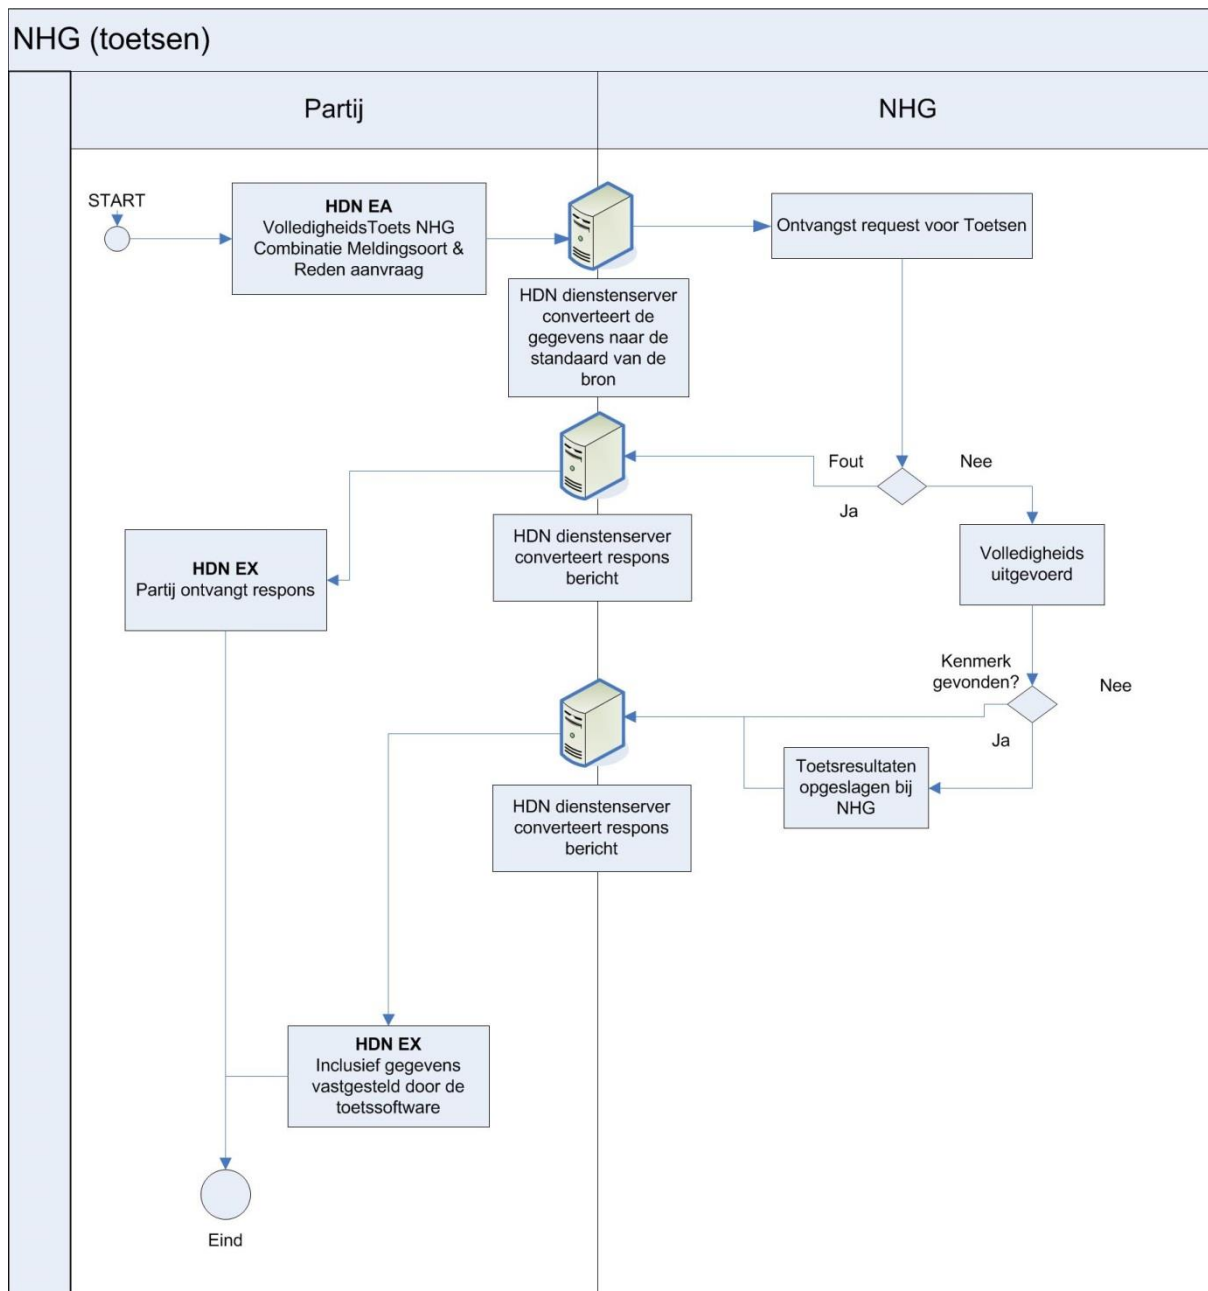 NHG (toetsen)
Partij
NHG
START
HDN EA
VolledigheidsToets NHG
Combinatie Meldingsoort &
Reden aanvraag
Ontvangst request voor Toetsen
HDN dienstenserver
converteert de
gegevens naar de
standaard van de
bron
Fout
Nee
Ja
HDN dienstenserver
converteert respons
bericht
Volledigheids
uitgevoerd
HDN EX
Partij ontvangt respons
Kenmerk
gevonden?
Nee
Ja
Toetsresultaten
opgeslagen bij
NHG
HDN dienstenserver
converteert respons
bericht
HDN EX
Inclusief gegevens
vastgesteld door de
toetssoftware
Eind